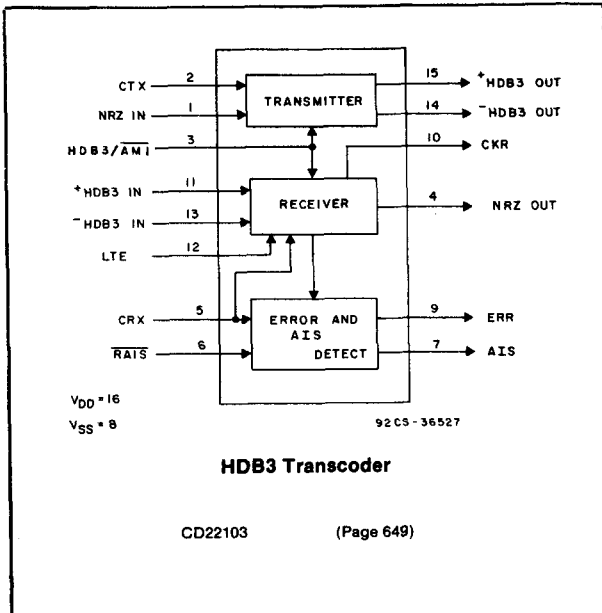 CTX 2
NRZ IN 1
HDB3/AMI 3
+HDB3 IN 11
−HDB3 IN 13
LTE 12
CRX 5
RAIS 6
TRANSMITTER
RECEIVER
ERROR AND
AIS
DETECT
15 +HDB3 OUT
14 −HDB3 OUT
10 CKR
4 NRZ OUT
9 ERR
7 AIS
VDD = 16
VSS = 8
92CS-36527
HDB3 Transcoder
CD22103 (Page 649)